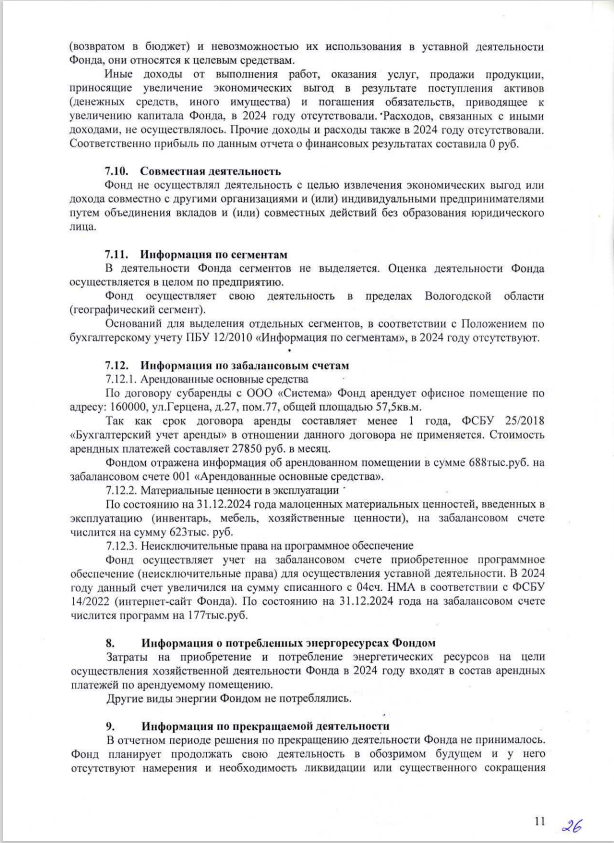 (возвратом в бюджет) и невозможностью их использования в уставной деятельности
Фонда, они относятся к целевым средствам.
Иные доходы от выполнения работ, оказания услуг, продажи продукции,
приносящие увеличение экономических выгод в результате поступления активов
(денежных средств, иного имущества) и погашения обязательств, приводящее к
увеличению капитала Фонда, в 2024 году отсутствовали. Расходов, связанных с иными
доходами, не осуществлялось. Прочие доходы и расходы также в 2024 году отсутствовали.
Соответственно прибыль по данным отчета о финансовых результатах составила 0 руб.
7.10. Совместная деятельность
Фонд не осуществлял деятельность с целью извлечения экономических выгод или
дохода совместно с другими организациями и (или) индивидуальными предпринимателями
путем объединения вкладов и (или) совместных действий без образования юридического
лица.
7.11. Информация по сегментам
В деятельности Фонда сегментов не выделяется. Оценка деятельности Фонда
осуществляется в целом по предприятию.
Фонд осуществляет свою деятельность в пределах Вологодской области
(географический сегмент).
Оснований для выделения отдельных сегментов, в соответствии с Положением по
бухгалтерскому учету ПБУ 12/2010 «Информация по сегментам», в 2024 году отсутствуют.
7.12. Информация по забалансовым счетам
7.12.1. Арендованные основные средства
По договору субаренды с ООО «Система» Фонд арендует офисное помещение по
адресу: 160000, ул.Герцена, д.27, пом.77, общей площадью 57,5кв.м.
Так как срок договора аренды составляет менее 1 года, ФСБУ 25/2018
«Бухгалтерский учет аренды» в отношении данного договора не применяется. Стоимость
арендных платежей составляет 27850 руб. в месяц.
Фондом отражена информация об арендованном помещении в сумме 688тыс.руб. на
забалансовом счете 001 «Арендованные основные средства».
7.12.2. Материальные ценности в эксплуатации
По состоянию на 31.12.2024 года малоценных материальных ценностей, введенных в
эксплуатацию (инвентарь, мебель, хозяйственные ценности), на забалансовом счете
числится на сумму 623тыс. руб.
7.12.3. Неисключительные права на программное обеспечение
Фонд осуществляет учет на забалансовом счете приобретенное программное
обеспечение (неисключительные права) для осуществления уставной деятельности. В 2024
году данный счет увеличился на сумму списанного с 04сч. НМА в соответствии с ФСБУ
14/2022 (интернет-сайт Фонда). По состоянию на 31.12.2024 года на забалансовом счете
числится программ на 177тыс.руб.
8. Информация о потребленных энергоресурсах Фондом
Затраты на приобретение и потребление энергетических ресурсов на цели
осуществления хозяйственной деятельности Фонда в 2024 году входят в состав арендных
платежей по арендуемому помещению.
Другие виды энергии Фондом не потреблялись.
9. Информация по прекращаемой деятельности
В отчетном периоде решения по прекращению деятельности Фонда не принималось.
Фонд планирует продолжать свою деятельность в обозримом будущем и у него
отсутствуют намерения и необходимость ликвидации или существенного сокращения
11
26